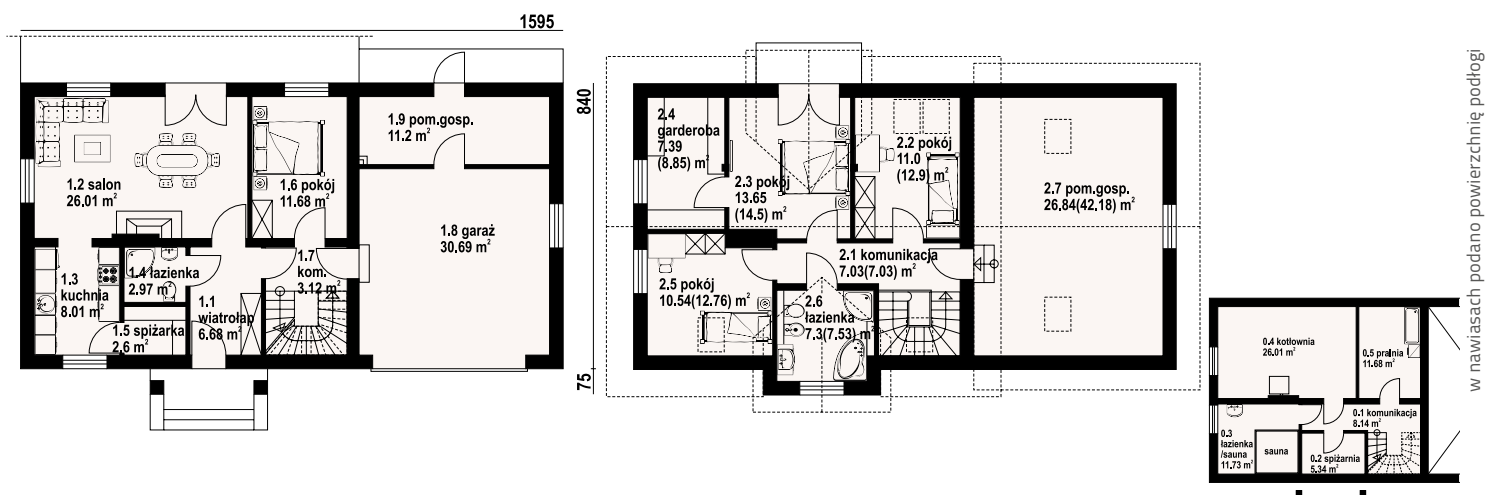 1595
1.2 salon
26.01 m²
1.6 pokój
11.68 m²
1.9 pom.gosp.
11.2 m²
1.8 garaż
30.69 m²
1.3
kuchnia
8.01 m²
1.4 łazienka
2.97 m²
1.5 spiżarka
2.6 m²
1.1
wiatrołap
6.68 m²
1.7
kom.
3.12 m²
840
75
2.4
garderoba
7.39
(8.85) m²
2.3 pokój
13.65
(14.5) m²
2.2 pokój
11.0
(12.9) m²
2.7 pom.gosp.
26.84(42.18) m²
2.1 komunikacja
7.03(7.03) m²
2.5 pokój
10.54(12.76) m²
2.6
łazienka
7.3(7.53) m²
0.4 kotłownia
26.01 m²
0.5 pralnia
11.68 m²
0.1 komunikacja
8.14 m²
0.3
łazienka
/sauna
11.73 m²
sauna
0.2 spiżarnia
5.34 m²
w nawiasach podano powierzchnię podłogi